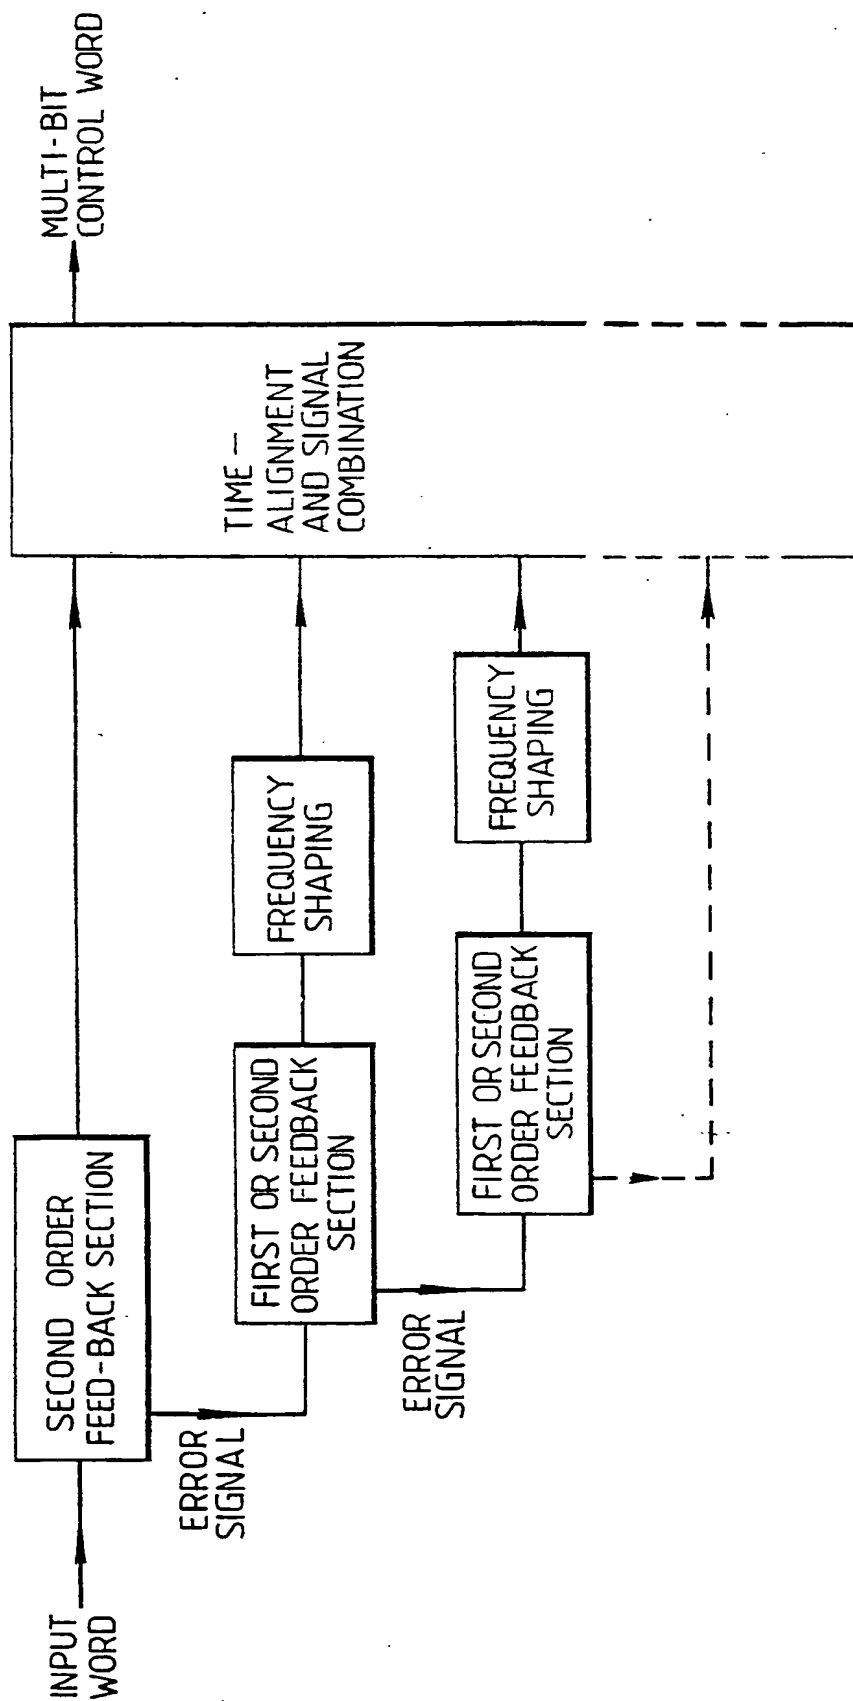 INPUT
WORD
SECOND ORDER
FEED-BACK SECTION
MULTI-BIT
CONTROL WORD
ERROR
SIGNAL
FIRST OR SECOND
ORDER FEEDBACK
SECTION
FREQUENCY
SHAPING
TIME-
ALIGNMENT
AND SIGNAL
COMBINATION
ERROR
SIGNAL
FIRST OR SECOND
ORDER FEEDBACK
SECTION
FREQUENCY
SHAPING